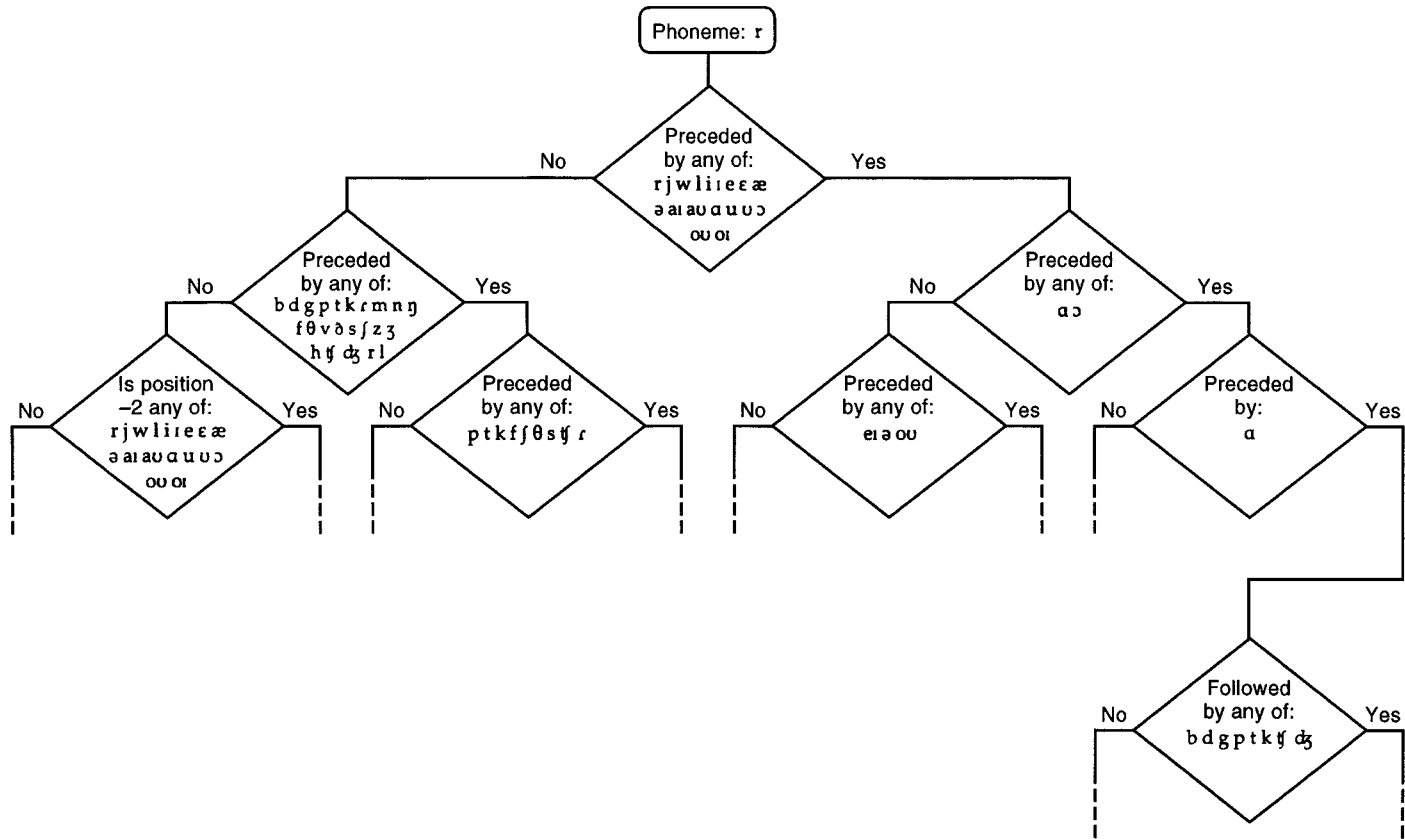 Phoneme: r
Preceded
by any of:
r j w l i ɪ e ɛ æ
ə aɪ aʊ ɑ u ʊ ɔ
oʊ oɪ
No
Yes
Preceded
by any of:
b d g p t k ɾ m n ŋ
f θ v ð s ʃ z ʒ
h ʧ ʤ r l
No
Yes
Preceded
by any of:
ɑ ɔ
No
Yes
Is position
–2 any of:
r j w l i ɪ e ɛ æ
ə aɪ aʊ ɑ u ʊ ɔ
oʊ oɪ
No
Yes
Preceded
by any of:
p t k f ʃ θ s ʧ ɾ
No
Yes
Preceded
by any of:
eɪ ə oʊ
No
Yes
Preceded
by:
ɑ
No
Yes
Followed
by any of:
b d g p t k ʧ ʤ
No
Yes